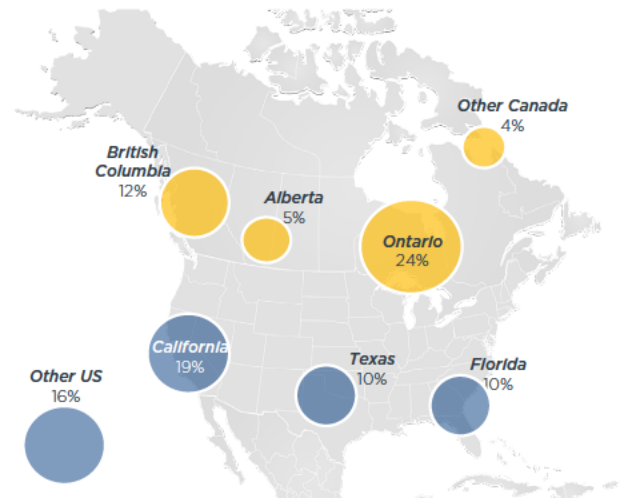 Other Canada
4%
British
Columbia
12%
Alberta
5%
Ontario
24%
California
19%
Texas
10%
Florida
10%
Other US
16%